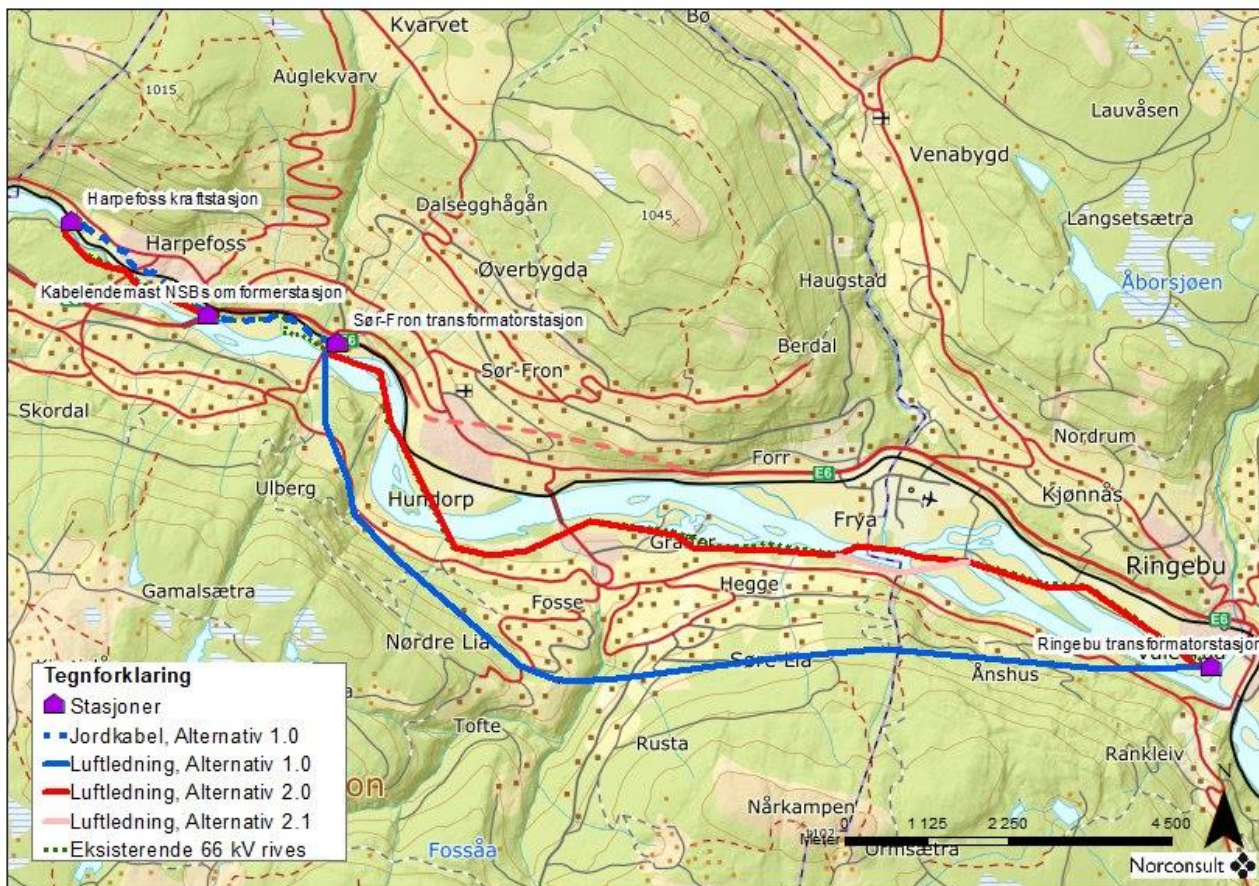 Kvarvet
Bø
Auglekvarv
1015
Lauvåsen
Venabygd
Harpefoss kraftstasjon
Dalsegghågån
1045
Langsetsætra
Harpefoss
Øverbygda
Haugstad
Åborsjøen
Kabelendemast NSBs omformerstasjon
Sør-Fron transformatorstasjon
E6
Berdal
Sør-Fron
Skordal
Nordrum
Forr
E6
Ulberg
Hundorp
Kjønnås
Frya
Ringebu
Hegge
Gamalsætra
Fosse
E6
Nørdre Lia
Ringebu transformatorstasjon
Søre Lia
Ånshus
Tegnforklaring
Stasjoner
Jordkabel, Alternativ 1.0
Luftledning, Alternativ 1.0
Luftledning, Alternativ 2.0
Luftledning, Alternativ 2.1
Eksisterende 66 kV rives
Tofte
Rusta
Rankleiv
on
N
Nårkampen
Meter
0 1 125 2 250 4 500
Ormsætra
Fossåa
Norconsult